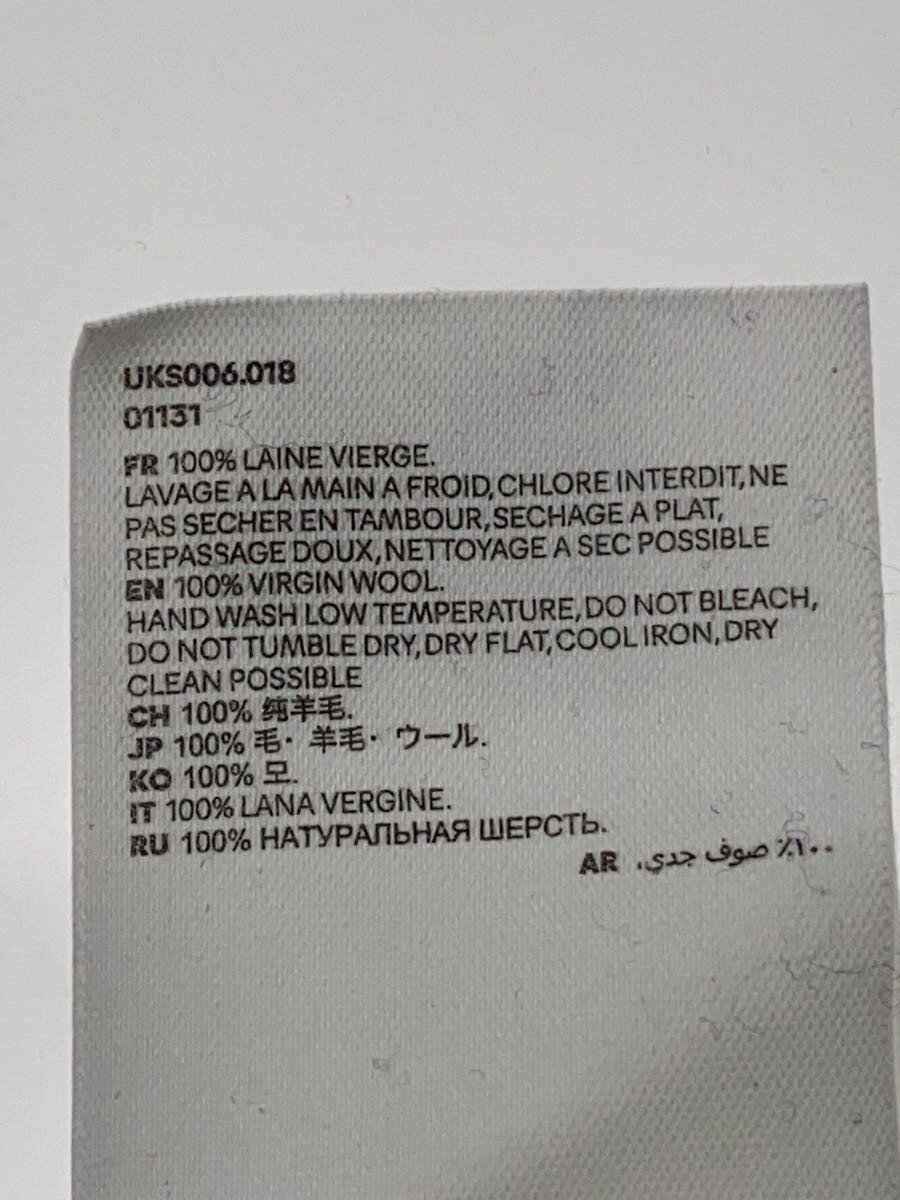 UKS006.018
01131
FR 100% LAINE VIERGE.
LAVAGE A LA MAIN A FROID,CHLORE INTERDIT,NE
PAS SECHER EN TAMBOUR,SECHAGE A PLAT,
REPASSAGE DOUX,NETTOYAGE A SEC POSSIBLE
EN 100% VIRGIN WOOL.
HAND WASH LOW TEMPERATURE,DO NOT BLEACH,
DO NOT TUMBLE DRY,DRY FLAT,COOL IRON,DRY
CLEAN POSSIBLE
CH 100% 纯羊毛.
JP 100% 毛· 羊毛· ウール.
KO 100% 모.
IT 100% LANA VERGINE.
RU 100% НАТУРАЛЬНАЯ ШЕРСТЬ.
AR ١٠٠٪ صوف جدي.